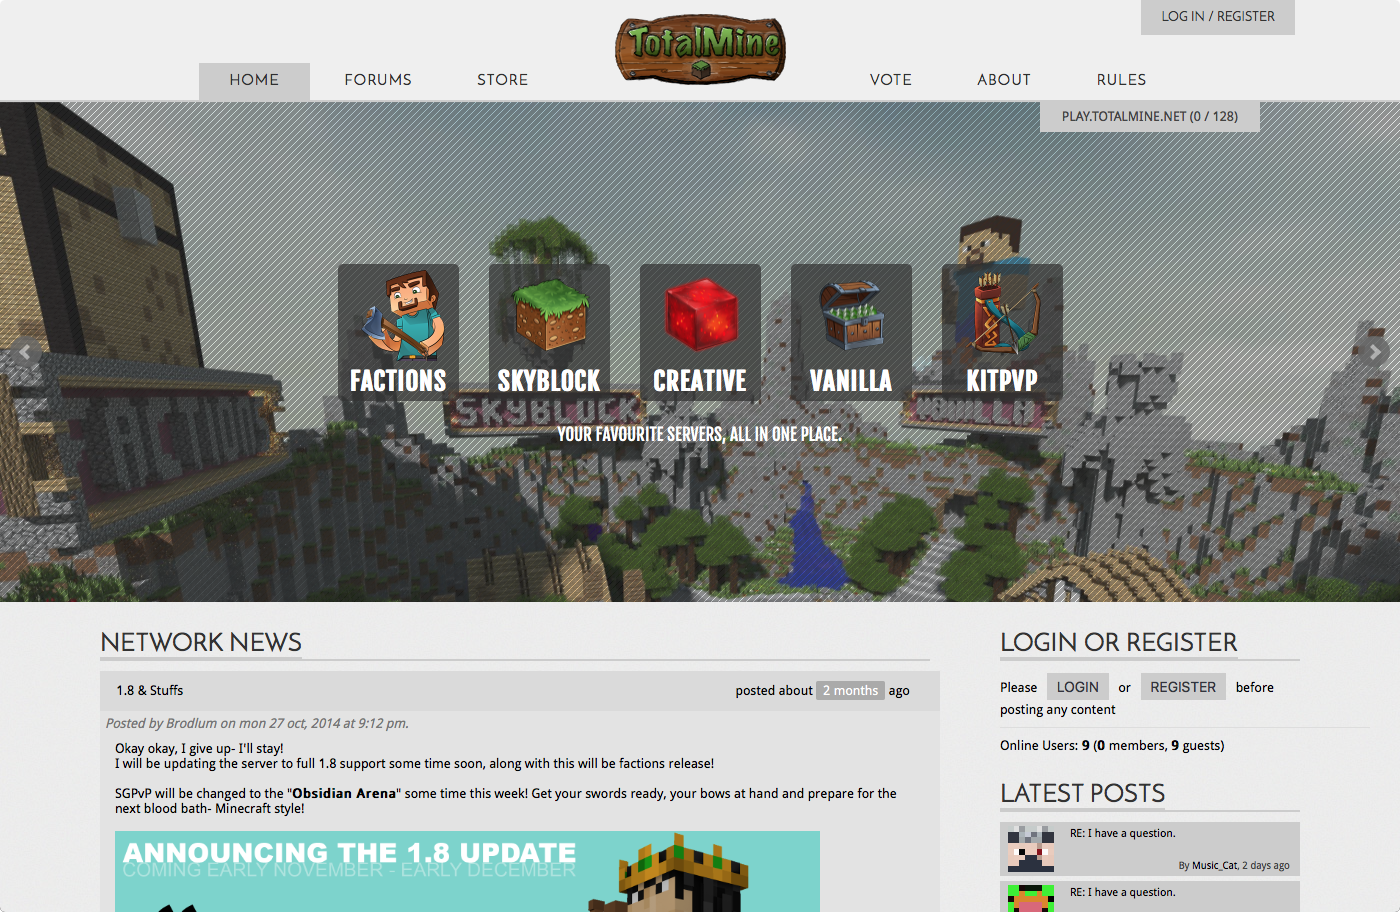 LOG IN / REGISTER
TotalMine
HOME
FORUMS
STORE
VOTE
ABOUT
RULES
PLAY.TOTALMINE.NET (0 / 128)
FACTIONS
SKYBLOCK
CREATIVE
VANILLA
KITPVP
FACTIONS
SKYBLOCK
VANILLA
YOUR FAVOURITE SERVERS, ALL IN ONE PLACE.
NETWORK NEWS
1.8 & Stuffs
posted about 2 months ago
Posted by Brodlum on mon 27 oct, 2014 at 9:12 pm.
Okay okay, I give up- I'll stay!
I will be updating the server to full 1.8 support some time soon, along with this will be factions release!
SGPvP will be changed to the "Obsidian Arena" some time this week! Get your swords ready, your bows at hand and prepare for the
next blood bath- Minecraft style!
ANNOUNCING THE 1.8 UPDATE
COMING EARLY NOVEMBER - EARLY DECEMBER
LOGIN OR REGISTER
Please LOGIN or REGISTER before
posting any content
Online Users: 9 (0 members, 9 guests)
LATEST POSTS
RE: I have a question.
By Music_Cat, 2 days ago
RE: I have a question.